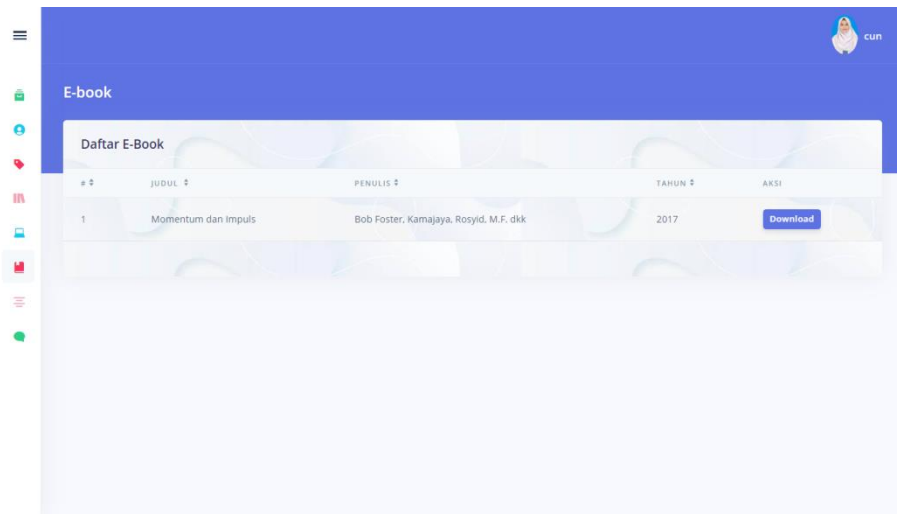 cun
E-book
Daftar E-Book
# JUDUL PENULIS TAHUN AKSI
1 Momentum dan Impuls Bob Foster, Kamajaya, Rosyid, M.F. dkk 2017 Download